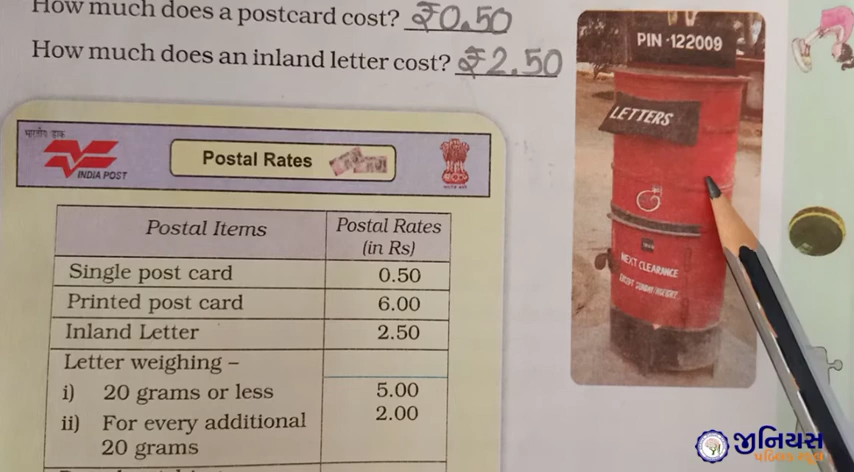 How much does a postcard cost? ₹0.50
How much does an inland letter cost? ₹2.50
भारतीय डाक
INDIA POST
Postal Rates
Postal Items
Postal Rates
(in Rs)
Single post card
0.50
Printed post card
6.00
Inland Letter
2.50
Letter weighing –
i) 20 grams or less
5.00
ii) For every additional
20 grams
2.00
PIN-122009
LETTERS
NEXT CLEARANCE
જીનિયસ